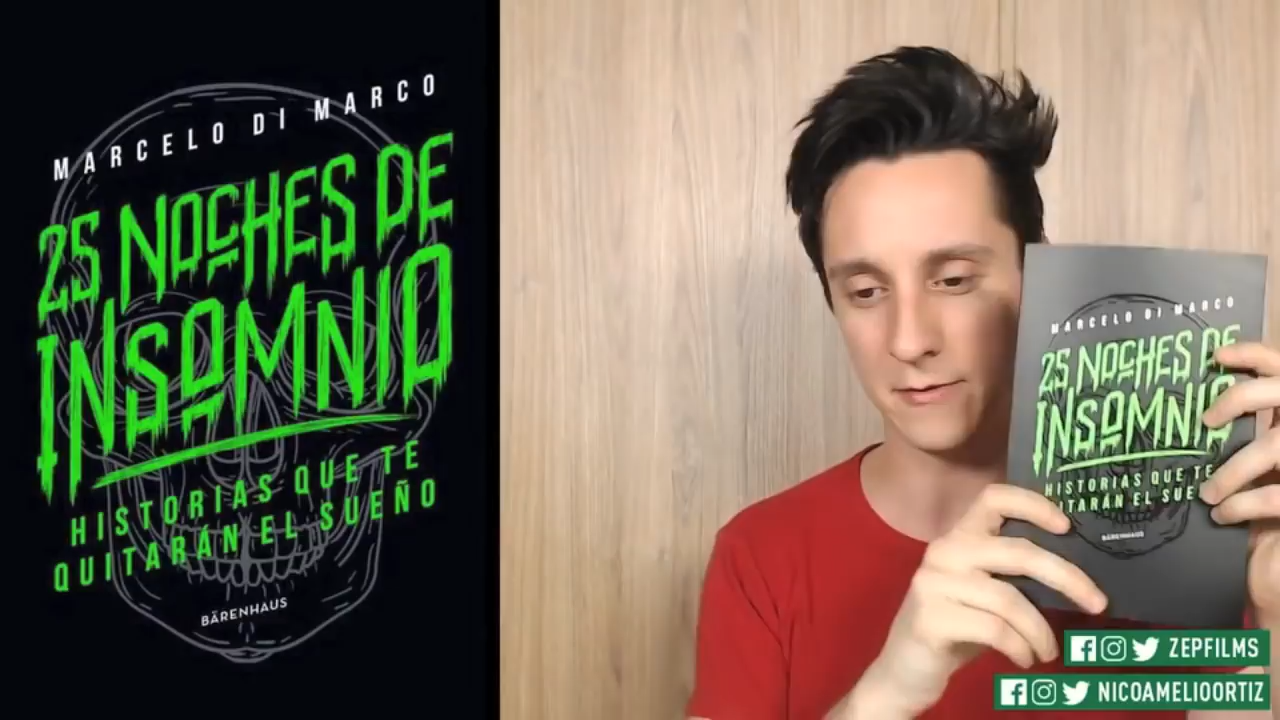 MARCELO DI MARCO
25 NOCHES DE
INSOMNIO
HISTORIAS QUE TE
QUITARÁN EL SUEÑO
BÄRENHAUS
MARCELO DI MARCO
25 NOCHES DE
INSOMNIO
HISTORIAS QUE TE
QUITARÁN EL SUE
BÄRENHAUS
ZEPFILMS
NICOAMELIOORTIZ